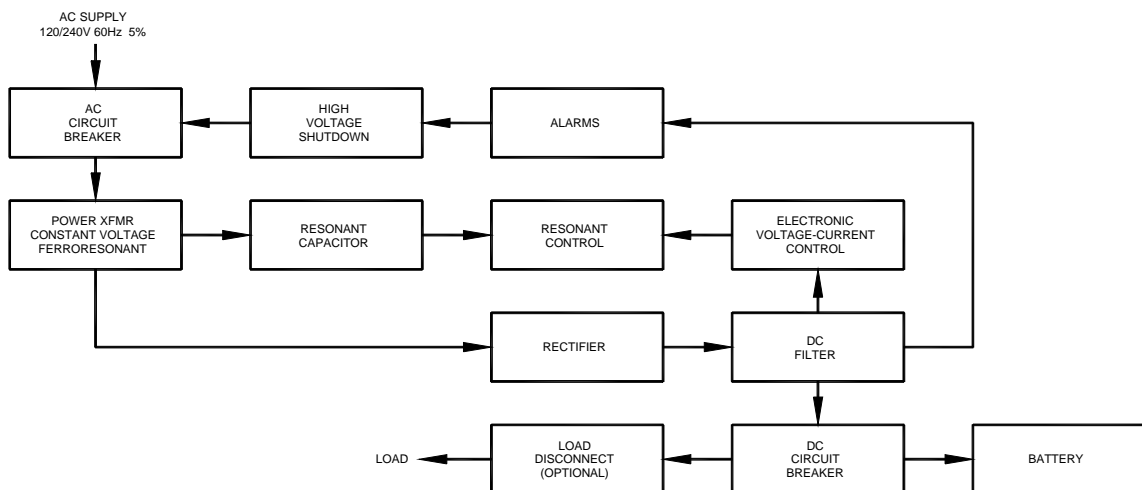 AC SUPPLY
120/240V 60Hz 5%
AC
CIRCUIT
BREAKER
HIGH
VOLTAGE
SHUTDOWN
ALARMS
POWER XFMR
CONSTANT VOLTAGE
FERRORESONANT
RESONANT
CAPACITOR
RESONANT
CONTROL
ELECTRONIC
VOLTAGE-CURRENT
CONTROL
RECTIFIER
DC
FILTER
LOAD
LOAD
DISCONNECT
(OPTIONAL)
DC
CIRCUIT
BREAKER
BATTERY